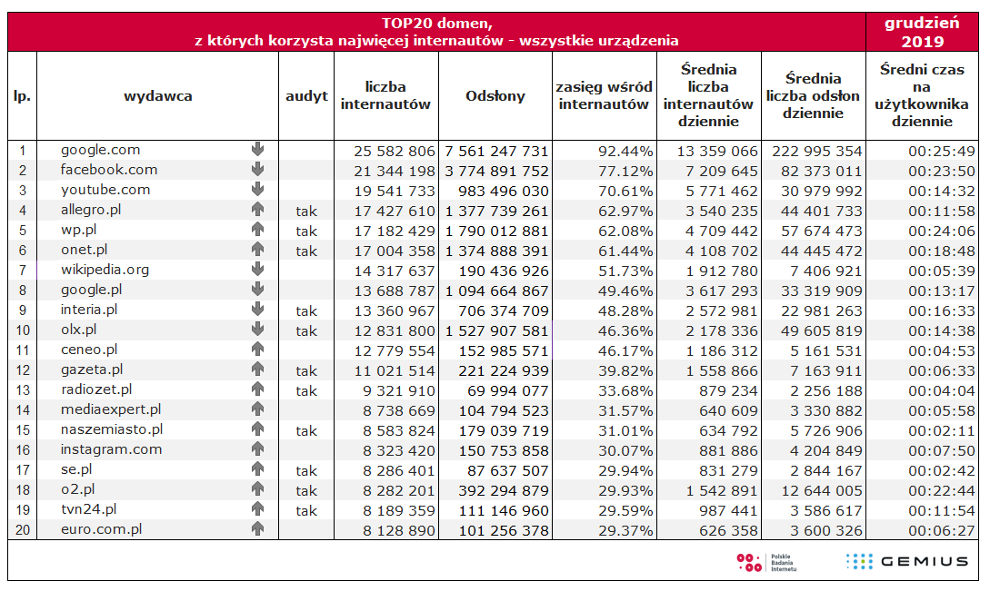 TOP20 domen,
z których korzysta najwięcej internautów - wszystkie urządzenia
grudzień
2019
lp.
wydawca
audyt
liczba
internautów
Odsłony
zasięg wśród
internautów
Średnia
liczba
internautów
dziennie
Średnia
liczba odsłon
dziennie
Średni czas
na
użytkownika
dziennie
1 google.com 25 582 806 7 561 247 731 92.44% 13 359 066 222 995 354 00:25:49
2 facebook.com 21 344 198 3 774 891 752 77.12% 7 209 645 82 373 011 00:23:50
3 youtube.com 19 541 733 983 496 030 70.61% 5 771 462 30 979 992 00:14:32
4 allegro.pl tak 17 427 610 1 377 739 261 62.97% 3 540 235 44 401 733 00:11:58
5 wp.pl tak 17 182 429 1 790 012 881 62.08% 4 709 442 57 674 473 00:24:06
6 onet.pl tak 17 004 358 1 374 888 391 61.44% 4 108 702 44 445 472 00:18:48
7 wikipedia.org 14 317 637 190 436 926 51.73% 1 912 780 7 406 921 00:05:39
8 google.pl 13 688 787 1 094 664 867 49.46% 3 617 293 33 319 909 00:13:17
9 interia.pl tak 13 360 967 706 374 709 48.28% 2 572 981 22 981 263 00:16:33
10 olx.pl tak 12 831 800 1 527 907 581 46.36% 2 178 336 49 605 819 00:14:38
11 ceneo.pl 12 779 554 152 985 571 46.17% 1 186 312 5 161 531 00:04:53
12 gazeta.pl tak 11 021 514 221 224 939 39.82% 1 558 866 7 163 911 00:06:33
13 radiozet.pl tak 9 321 910 69 994 077 33.68% 879 234 2 256 188 00:04:04
14 mediaexpert.pl 8 738 669 104 794 523 31.57% 640 609 3 330 882 00:05:58
15 naszemiasto.pl tak 8 583 824 179 039 719 31.01% 634 792 5 726 906 00:02:11
16 instagram.com 8 323 420 150 753 858 30.07% 881 886 4 204 849 00:07:50
17 se.pl tak 8 286 401 87 637 507 29.94% 831 279 2 844 167 00:02:42
18 o2.pl tak 8 282 201 392 294 879 29.93% 1 542 891 12 644 005 00:22:44
19 tvn24.pl tak 8 189 359 111 146 960 29.59% 987 441 3 586 617 00:11:54
20 euro.com.pl 8 128 890 101 256 378 29.37% 626 358 3 600 326 00:06:27
Polskie
Badania
Internetu
GEMIUS